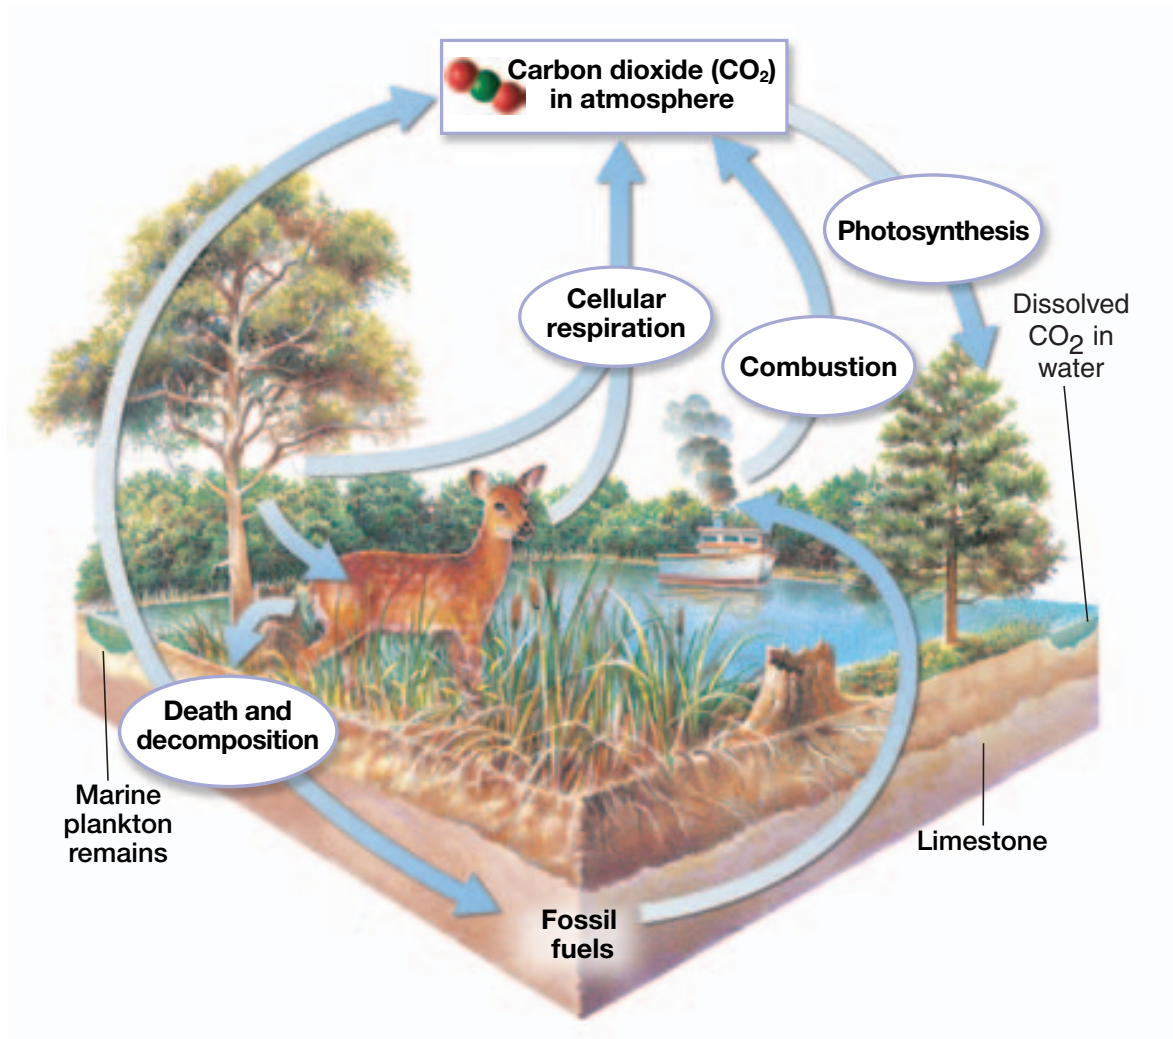 Carbon dioxide (CO₂)
in atmosphere
Photosynthesis
Cellular
respiration
Dissolved
CO₂ in
water
Combustion
Death and
decomposition
Marine
plankton
remains
Limestone
Fossil
fuels